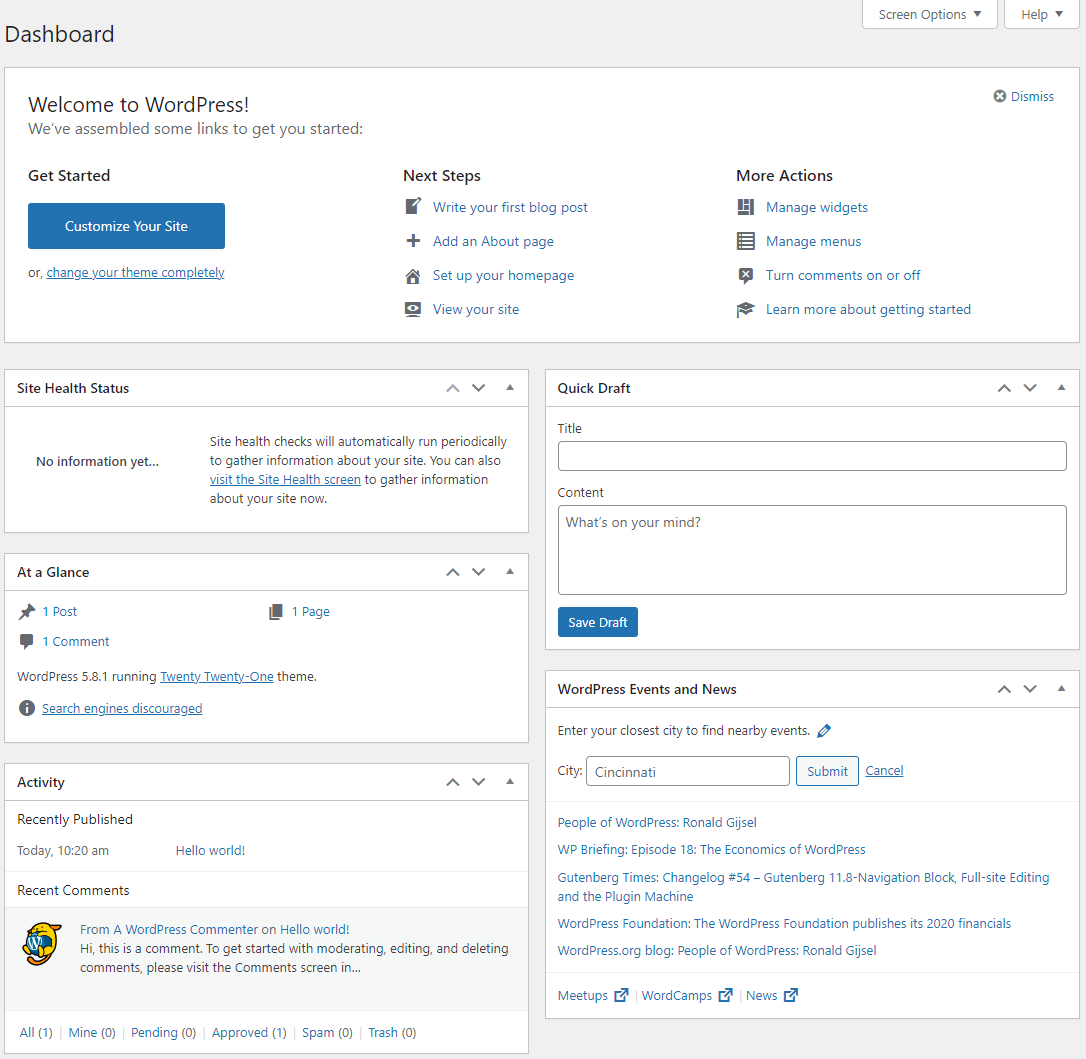 Screen Options
Help
Dashboard
Welcome to WordPress!
We've assembled some links to get you started:
Dismiss
Get Started
Customize Your Site
or, change your theme completely
Next Steps
Write your first blog post
Add an About page
Set up your homepage
View your site
More Actions
Manage widgets
Manage menus
Turn comments on or off
Learn more about getting started
Site Health Status
No information yet...
Site health checks will automatically run periodically
to gather information about your site. You can also
visit the Site Health screen to gather information
about your site now.
At a Glance
1 Post
1 Page
1 Comment
WordPress 5.8.1 running Twenty Twenty-One theme.
Search engines discouraged
Activity
Recently Published
Today, 10:20 am
Hello world!
Recent Comments
From A WordPress Commenter on Hello world!
Hi, this is a comment. To get started with moderating, editing, and deleting
comments, please visit the Comments screen in...
All (1) | Mine (0) | Pending (0) | Approved (1) | Spam (0) | Trash (0)
Quick Draft
Title
Content
What's on your mind?
Save Draft
WordPress Events and News
Enter your closest city to find nearby events.
City: Cincinnati Submit Cancel
People of WordPress: Ronald Gijsel
WP Briefing: Episode 18: The Economics of WordPress
Gutenberg Times: Changelog #54 – Gutenberg 11.8-Navigation Block, Full-site Editing
and the Plugin Machine
WordPress Foundation: The WordPress Foundation publishes its 2020 financials
WordPress.org blog: People of WordPress: Ronald Gijsel
Meetups | WordCamps | News